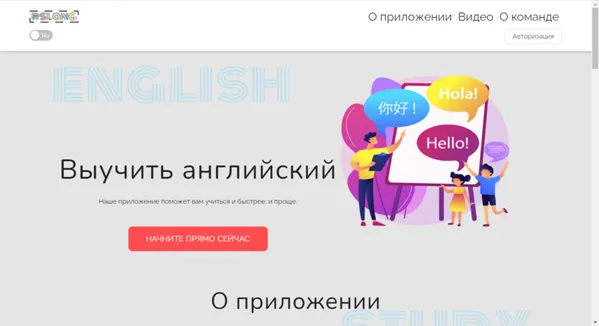 RSLANG
О приложении Видео О команде
Ru
Авторизация
ENGLISH
Hola!
你好 !
Hello!
Выучить английский
Наше приложение поможет вам учиться и быстрее, и проще.
НАЧНИТЕ ПРЯМО СЕЙЧАС
О приложении
STUDY